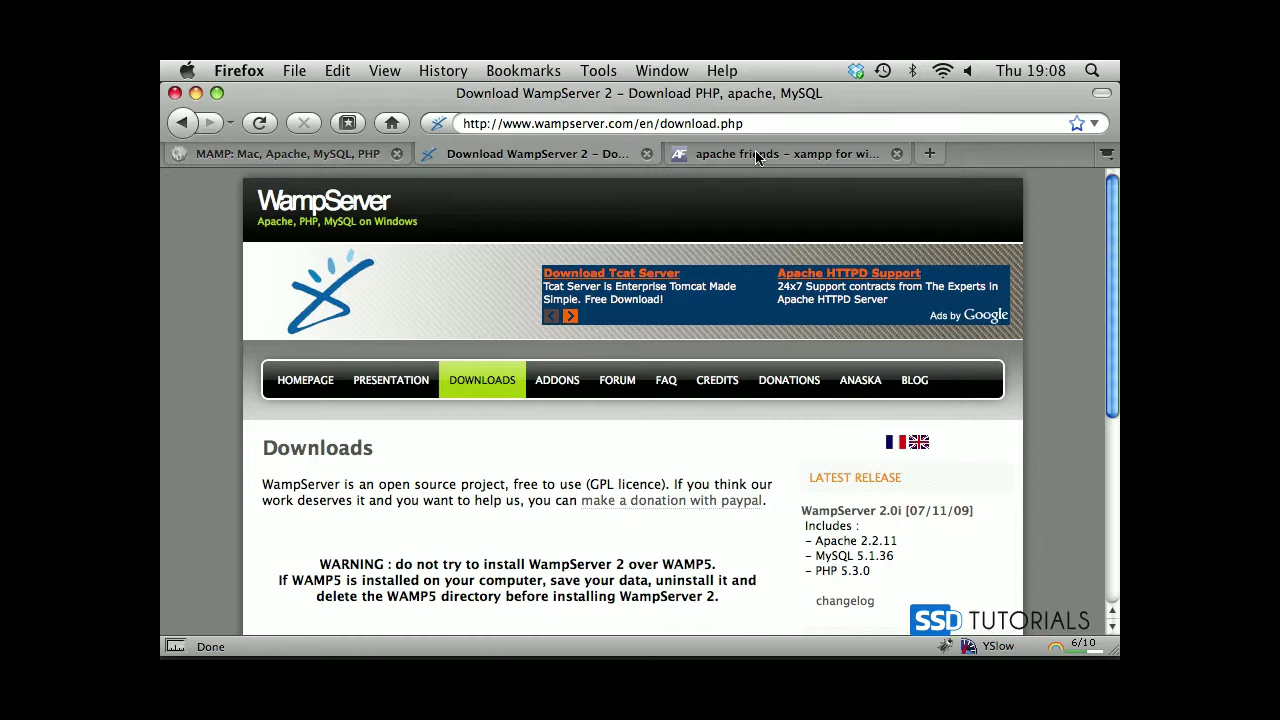 Firefox File Edit View History Bookmarks Tools Window Help Thu 19:08
Download WampServer 2 – Download PHP, apache, MySQL
http://www.wampserver.com/en/download.php
MAMP: Mac, Apache, MySQL, PHP Download WampServer 2 – Do... AF apache friends – xampp for wi...
WampServer
Apache, PHP, MySQL on Windows
Download Tcat Server
Tcat Server is Enterprise Tomcat Made
Simple. Free Download!
Apache HTTPD Support
24x7 Support contracts from The Experts in
Apache HTTPD Server
Ads by Google
HOMEPAGE PRESENTATION DOWNLOADS ADDONS FORUM FAQ CREDITS DONATIONS ANASKA BLOG
Downloads
WampServer is an open source project, free to use (GPL licence). If you think our
work deserves it and you want to help us, you can make a donation with paypal.
WARNING : do not try to install WampServer 2 over WAMP5.
If WAMP5 is installed on your computer, save your data, uninstall it and
delete the WAMP5 directory before installing WampServer 2.
LATEST RELEASE
WampServer 2.0i [07/11/09]
Includes :
- Apache 2.2.11
- MySQL 5.1.36
- PHP 5.3.0
changelog
SSD TUTORIALS
Done YSlow 6/10